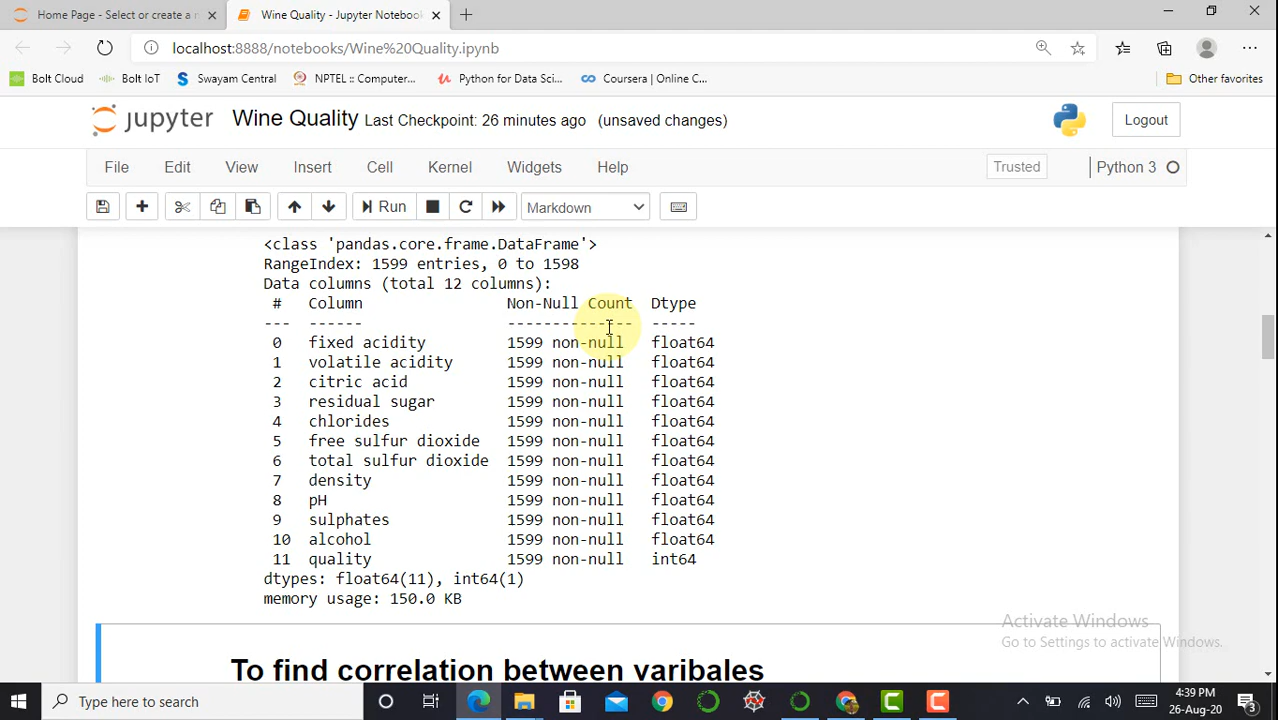 Home Page - Select or create a n
Wine Quality - Jupyter Notebook
localhost:8888/notebooks/Wine%20Quality.ipynb
Bolt Cloud Bolt IoT Swayam Central NPTEL :: Computer... Python for Data Sci... Coursera | Online C... Other favorites
jupyter Wine Quality Last Checkpoint: 26 minutes ago (unsaved changes) Logout
File Edit View Insert Cell Kernel Widgets Help Trusted Python 3
Run Markdown
<class 'pandas.core.frame.DataFrame'>
RangeIndex: 1599 entries, 0 to 1598
Data columns (total 12 columns):
# Column Non-Null Count Dtype
--- ------ -------------- -----
0 fixed acidity 1599 non-null float64
1 volatile acidity 1599 non-null float64
2 citric acid 1599 non-null float64
3 residual sugar 1599 non-null float64
4 chlorides 1599 non-null float64
5 free sulfur dioxide 1599 non-null float64
6 total sulfur dioxide 1599 non-null float64
7 density 1599 non-null float64
8 pH 1599 non-null float64
9 sulphates 1599 non-null float64
10 alcohol 1599 non-null float64
11 quality 1599 non-null int64
dtypes: float64(11), int64(1)
memory usage: 150.0 KB
Activate Windows
Go to Settings to activate Windows.
To find correlation between varibales
Type here to search
4:39 PM
26-Aug-20
3